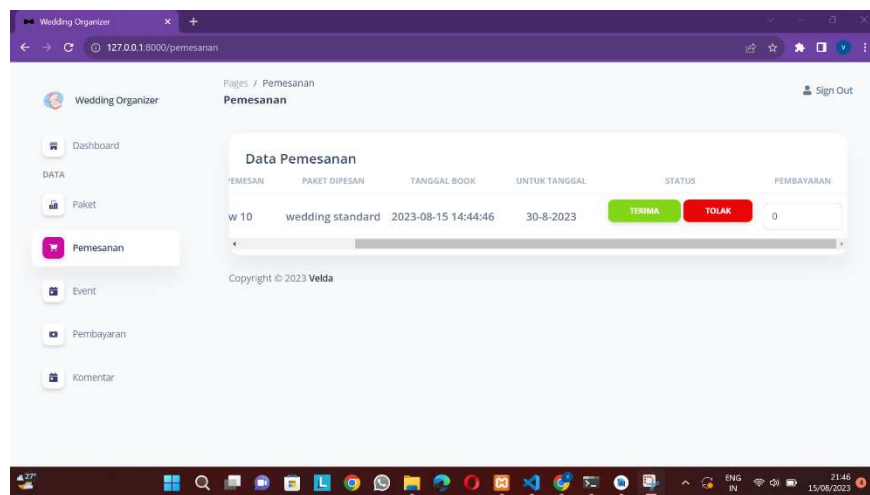 Wedding Organizer
127.0.0.1:8000/pemesanan
Wedding Organizer
Pages / Pemesanan
Pemesanan
Sign Out
Dashboard
DATA
Paket
Pemesanan
Event
Pembayaran
Komentar
Data Pemesanan
EMESAN PAKET DIPESAN TANGGAL BOOK UNTUK TANGGAL STATUS PEMBAYARAN
w 10 wedding standard 2023-08-15 14:44:46 30-8-2023 TERIMA TOLAK 0
Copyright © 2023 Velda
27°
ENG
IN
21:46
15/08/2023